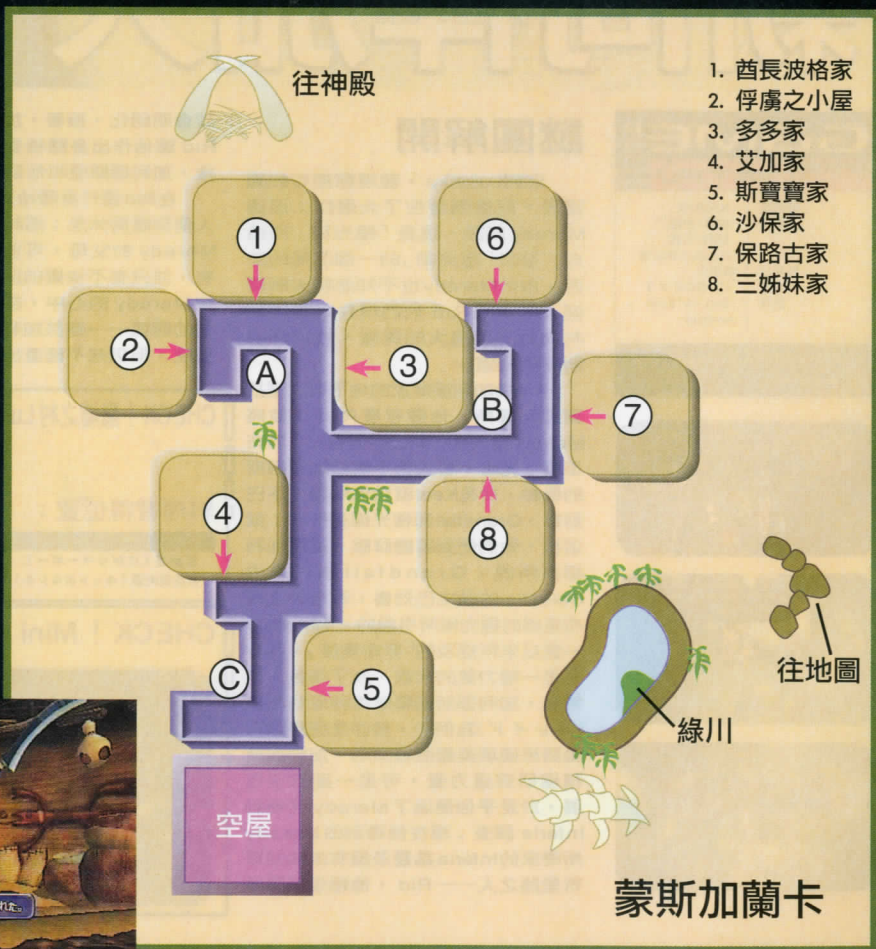 往神殿
1. 酋長波格家
2. 俘虜之小屋
3. 多多家
4. 艾加家
5. 斯寶寶家
6. 沙保家
7. 保路古家
8. 三姊妹家
1
6
2
A
3
B
7
4
8
C
5
往地圖
綠川
空屋
蒙斯加蘭卡